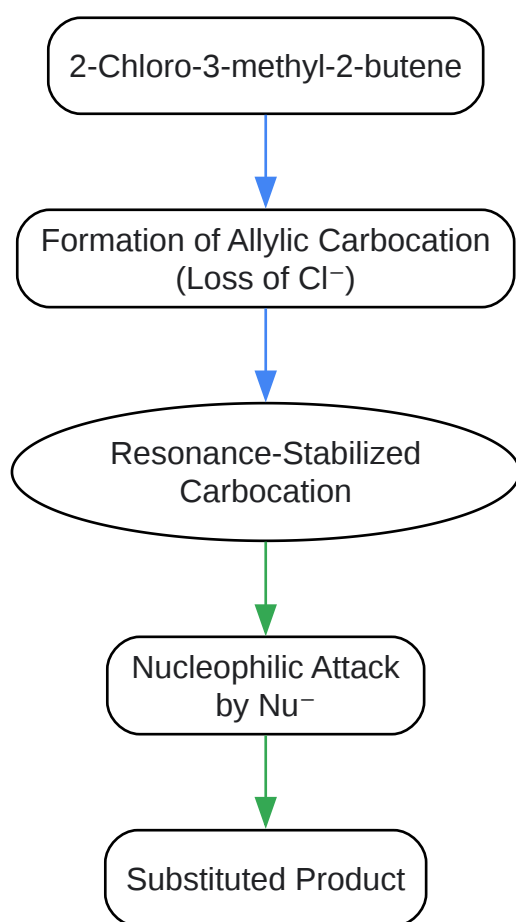 2-Chloro-3-methyl-2-butene
Formation of Allylic Carbocation
(Loss of Cl⁻)
Resonance-Stabilized
Carbocation
Nucleophilic Attack
by Nu⁻
Substituted Product